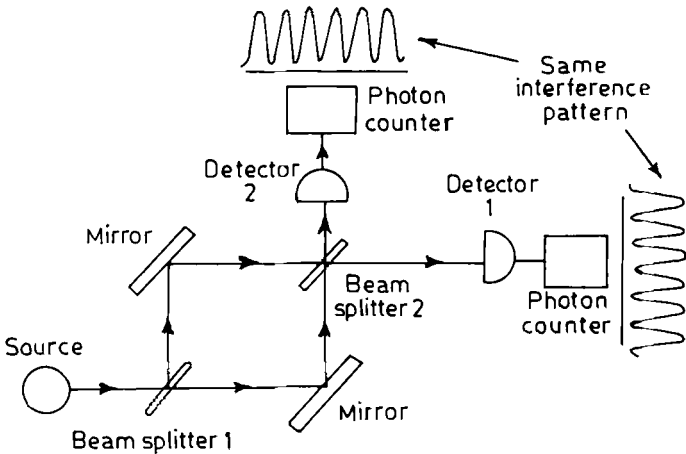 Same
interference
pattern
Photon
counter
Detector
2
Detector
1
Mirror
Beam
splitter 2
Photon
counter
Source
Mirror
Beam splitter 1